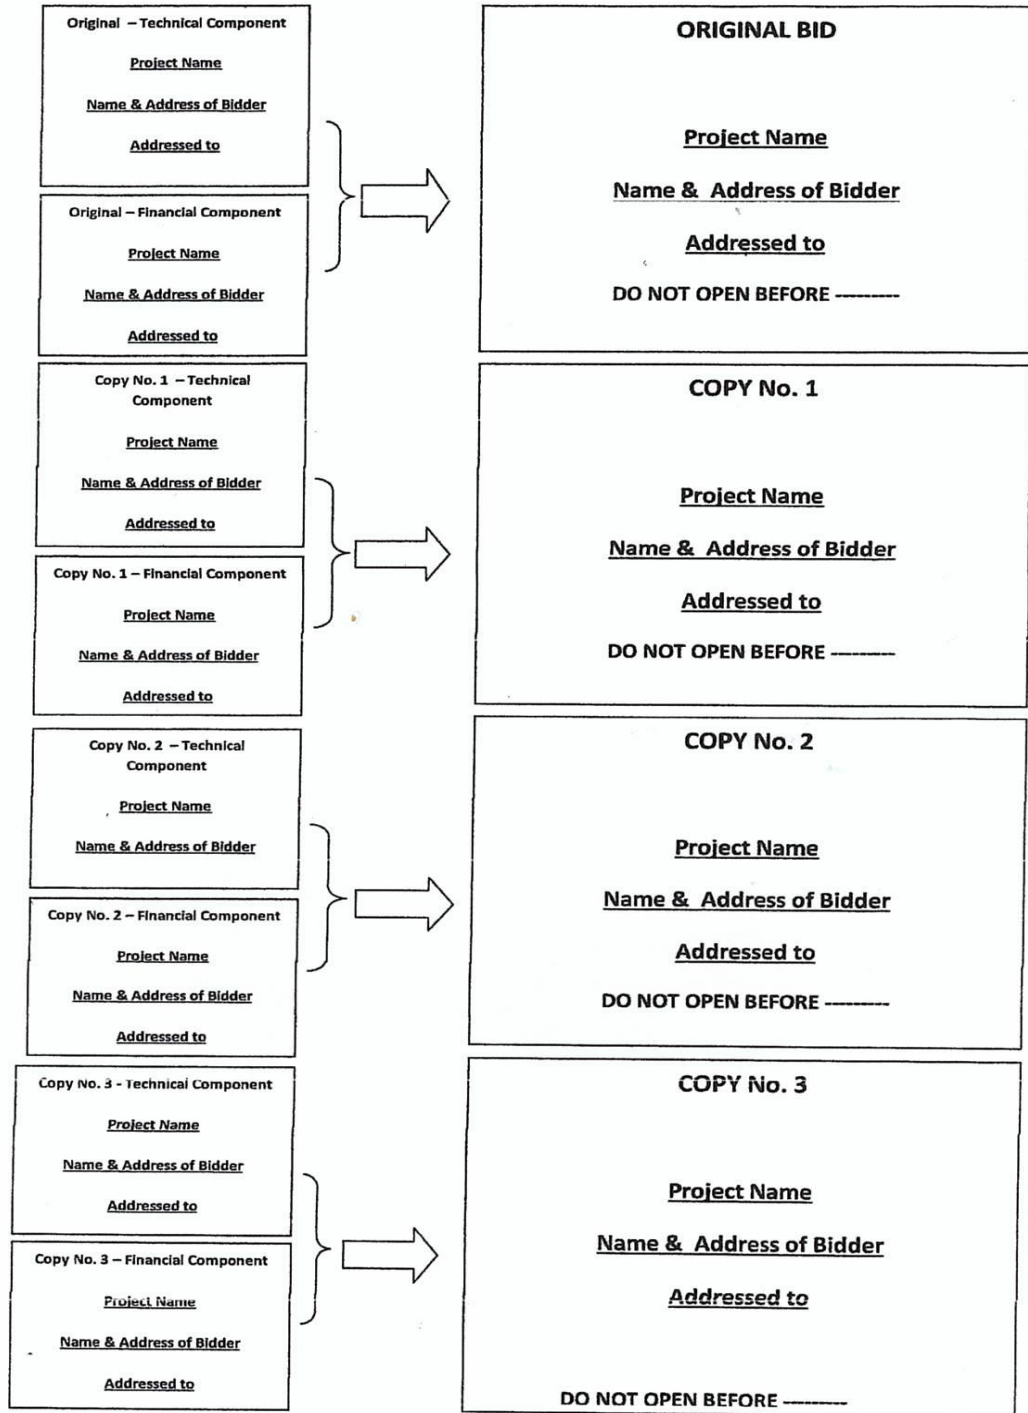 Original – Technical Component
Project Name
Name & Address of Bidder
Addressed to
Original – Financial Component
Project Name
Name & Address of Bidder
Addressed to
ORIGINAL BID
Project Name
Name & Address of Bidder
Addressed to
DO NOT OPEN BEFORE ---------
Copy No. 1 – Technical
Component
Project Name
Name & Address of Bidder
Addressed to
Copy No. 1 – Financial Component
Project Name
Name & Address of Bidder
Addressed to
COPY No. 1
Project Name
Name & Address of Bidder
Addressed to
DO NOT OPEN BEFORE ---------
Copy No. 2 – Technical
Component
Project Name
Name & Address of Bidder
Copy No. 2 – Financial Component
Project Name
Name & Address of Bidder
Addressed to
COPY No. 2
Project Name
Name & Address of Bidder
Addressed to
DO NOT OPEN BEFORE ---------
Copy No. 3 - Technical Component
Project Name
Name & Address of Bidder
Addressed to
Copy No. 3 – Financial Component
Project Name
Name & Address of Bidder
Addressed to
COPY No. 3
Project Name
Name & Address of Bidder
Addressed to
DO NOT OPEN BEFORE ---------